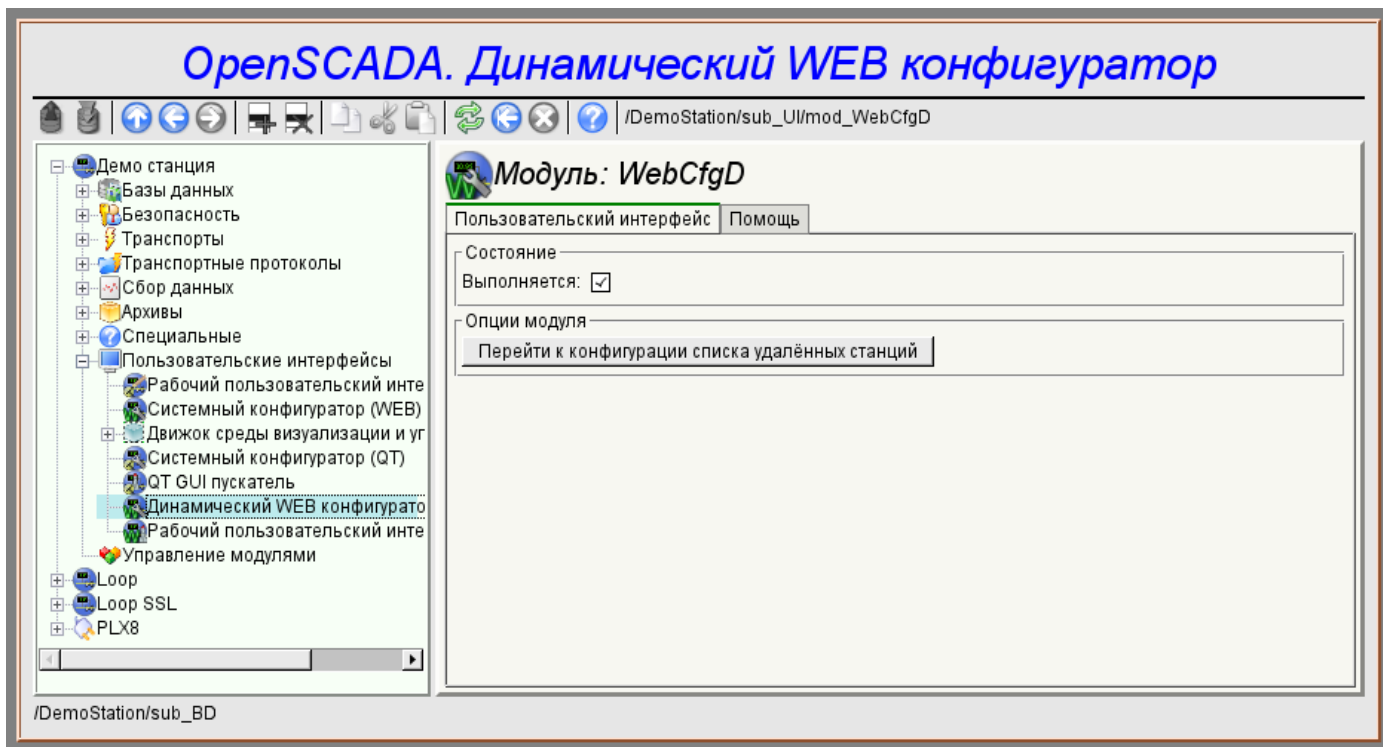 OpenSCADA. Динамический WEB конфигуратор
/DemoStation/sub_UI/mod_WebCfgD
Демо станция
Базы данных
Безопасность
Транспорты
Транспортные протоколы
Сбор данных
Архивы
Специальные
Пользовательские интерфейсы
Рабочий пользовательский инте
Системный конфигуратор (WEB)
Движок среды визуализации и уг
Системный конфигуратор (QT)
QT GUI пускатель
Динамический WEB конфигурато
Рабочий пользовательский инте
Управление модулями
Loop
Loop SSL
PLX8
Модуль: WebCfgD
Пользовательский интерфейс Помощь
Состояние
Выполняется:
Опции модуля
Перейти к конфигурации списка удалённых станций
/DemoStation/sub_BD